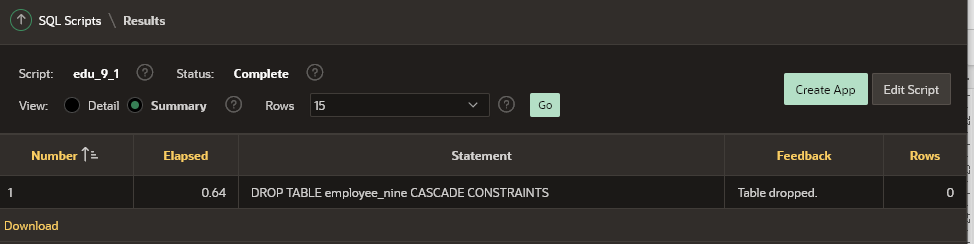 SQL Scripts \ Results
Script: edu_9_1 ? Status: Complete ?
View: Detail Summary ? Rows 15 ? Go Create App Edit Script
Number Elapsed Statement Feedback Rows
1 0.64 DROP TABLE employee_nine CASCADE CONSTRAINTS Table dropped. 0
Download